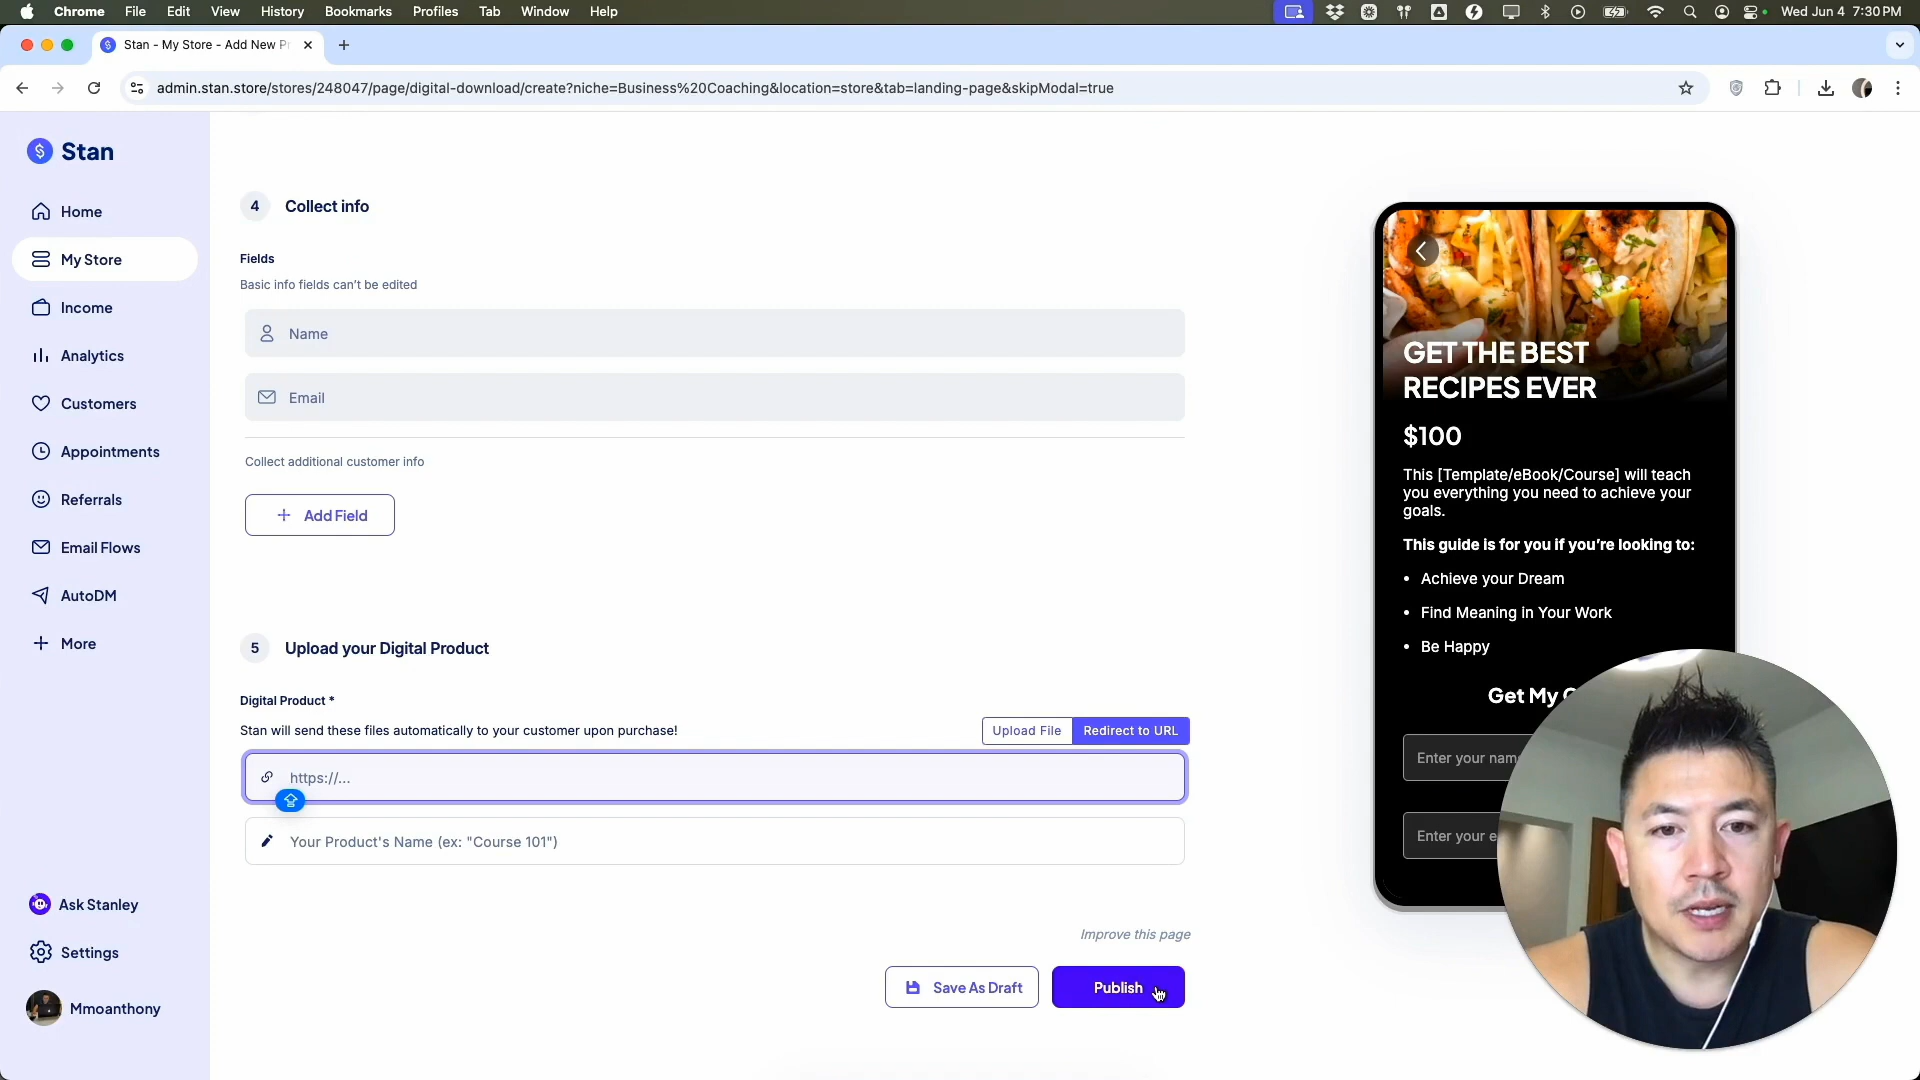 Chrome File Edit View History Bookmarks Profiles Tab Window Help Wed Jun 4 7:30 PM
Stan - My Store - Add New P
admin.stan.store/stores/248047/page/digital-download/create?niche=Business%20Coaching&location=store&tab=landing-page&skipModal=true
Stan
Home
My Store
Income
Analytics
Customers
Appointments
Referrals
Email Flows
AutoDM
More
Ask Stanley
Settings
Mmoanthony
4 Collect info
Fields
Basic info fields can't be edited
Name
Email
Collect additional customer info
Add Field
5 Upload your Digital Product
Digital Product *
Stan will send these files automatically to your customer upon purchase!
Upload File Redirect to URL
https://...
Your Product's Name (ex: "Course 101")
Improve this page
Save As Draft Publish
GET THE BEST
RECIPES EVER
$100
This [Template/eBook/Course] will teach
you everything you need to achieve your
goals.
This guide is for you if you're looking to:
• Achieve your Dream
• Find Meaning in Your Work
• Be Happy
Get My
Enter your
Enter your